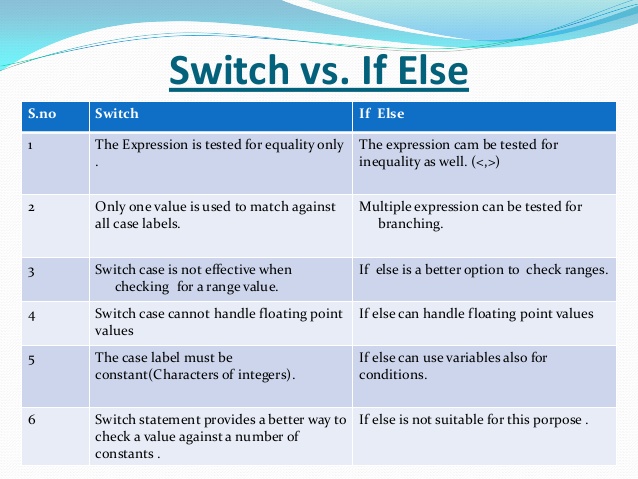 Switch vs. If Else
S.no Switch If Else
1 The Expression is tested for equality only
.
The expression cam be tested for
inequality as well. (<,>)
2 Only one value is used to match against
all case labels.
Multiple expression can be tested for
branching.
3 Switch case is not effective when
checking for a range value.
If else is a better option to check ranges.
4 Switch case cannot handle floating point
values
If else can handle floating point values
5 The case label must be
constant(Characters of integers).
If else can use variables also for
conditions.
6 Switch statement provides a better way to
check a value against a number of
constants .
If else is not suitable for this porpose .